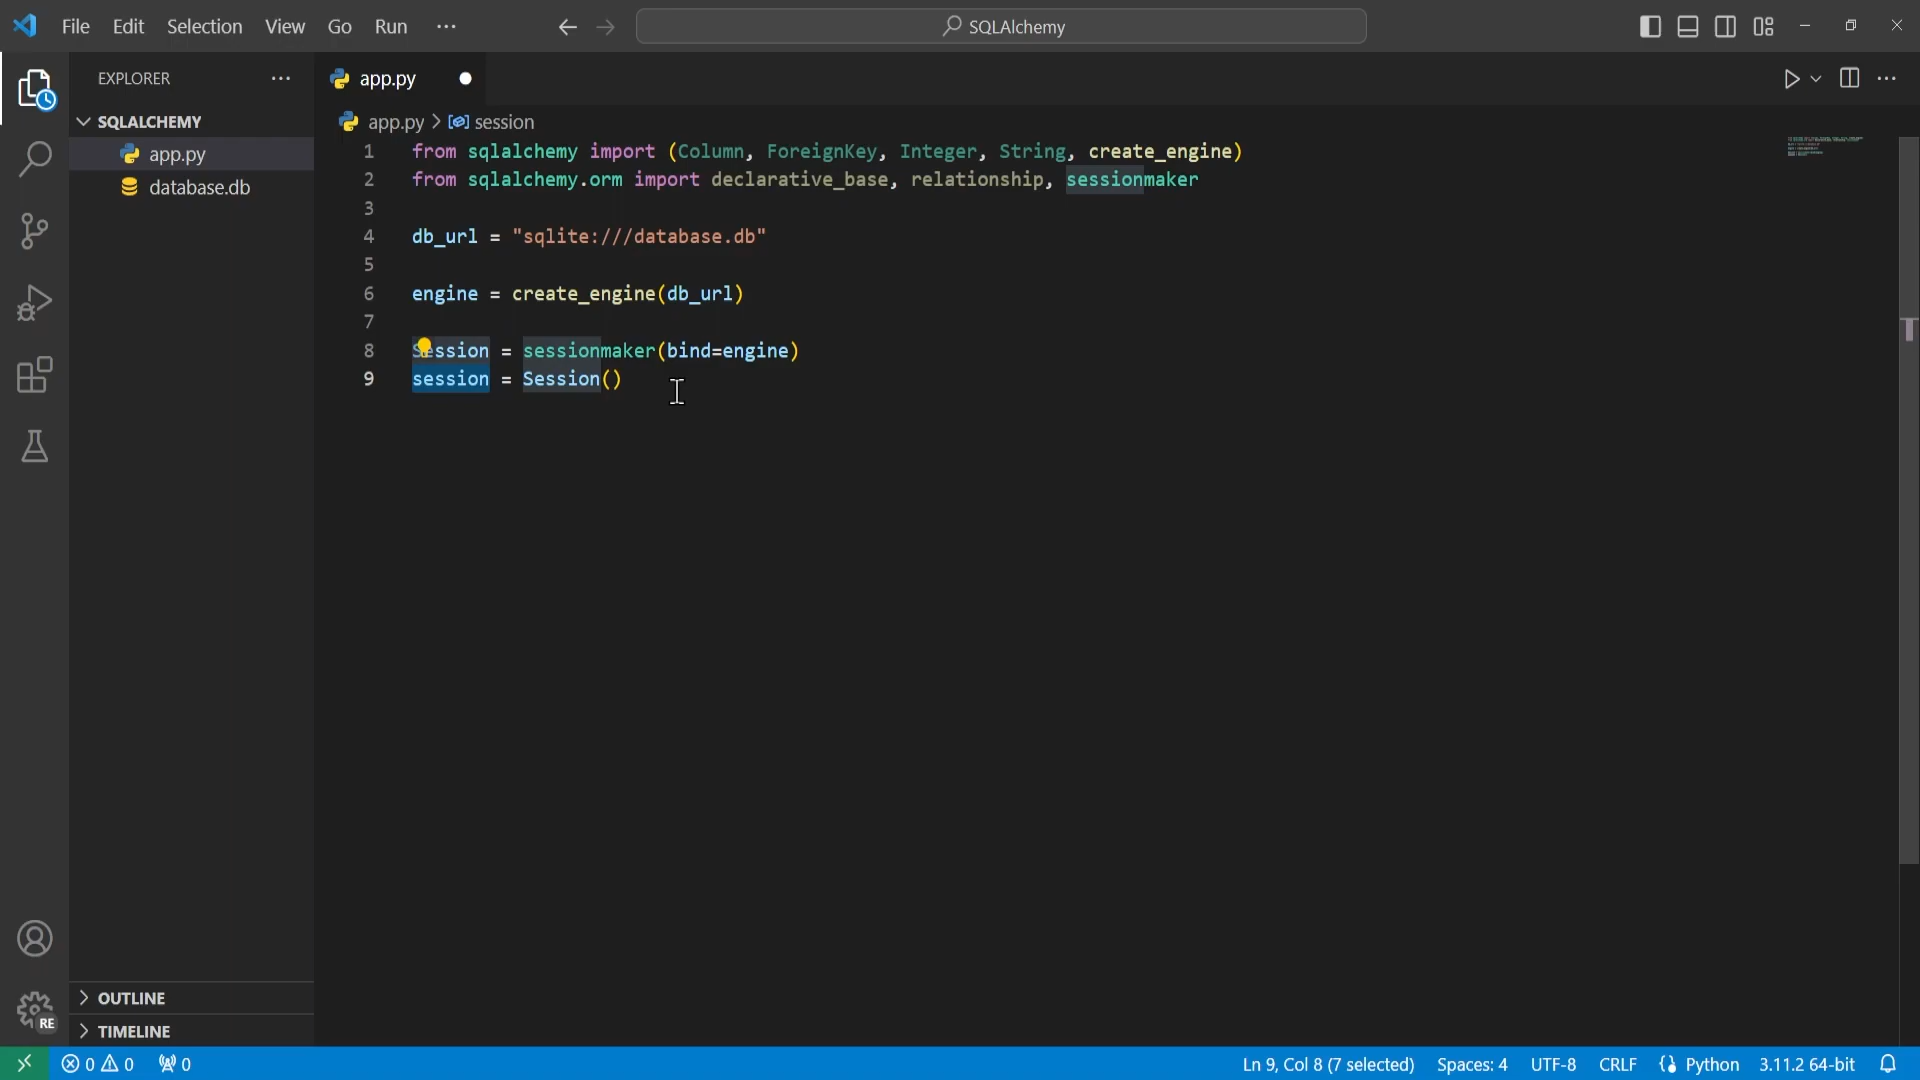 File Edit Selection View Go Run ···
SQLAlchemy
EXPLORER
SQLALCHEMY
app.py
database.db
OUTLINE
TIMELINE
app.py
app.py > session
1 from sqlalchemy import (Column, ForeignKey, Integer, String, create_engine)
2 from sqlalchemy.orm import declarative_base, relationship, sessionmaker
3
4 db_url = "sqlite:///database.db"
5
6 engine = create_engine(db_url)
7
8 Session = sessionmaker(bind=engine)
9 session = Session()
RE
0 0 0 Ln 9, Col 8 (7 selected) Spaces: 4 UTF-8 CRLF Python 3.11.2 64-bit